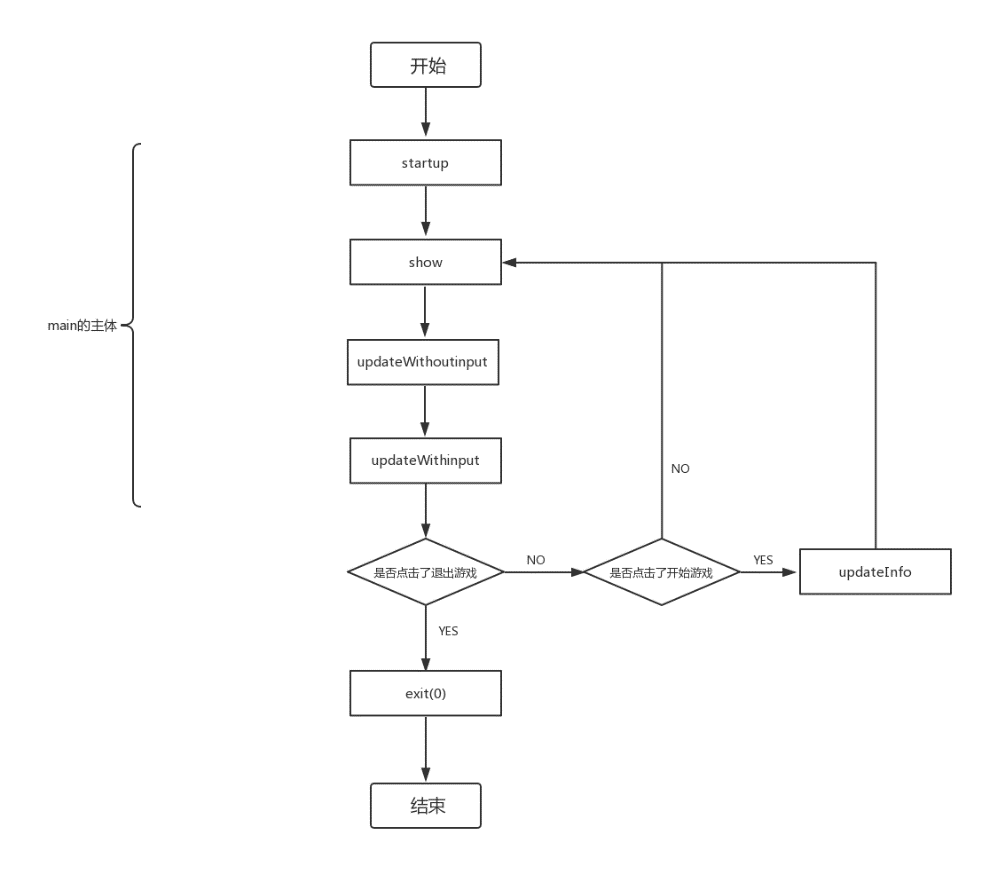 开始
startup
show
main的主体
updateWithoutinput
updateWithinput
NO
是否点击了退出游戏
NO
是否点击了开始游戏
YES
updateInfo
YES
exit(0)
结束